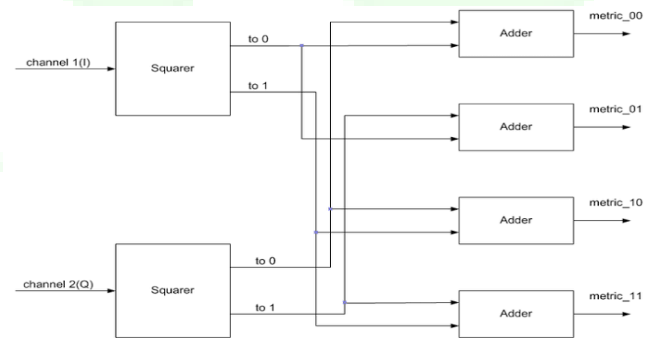 metric_00
Adder
to 0
channel 1(I)
Squarer
to 1
metric_01
Adder
metric_10
Adder
to 0
channel 2(Q)
Squarer
to 1
metric_11
Adder